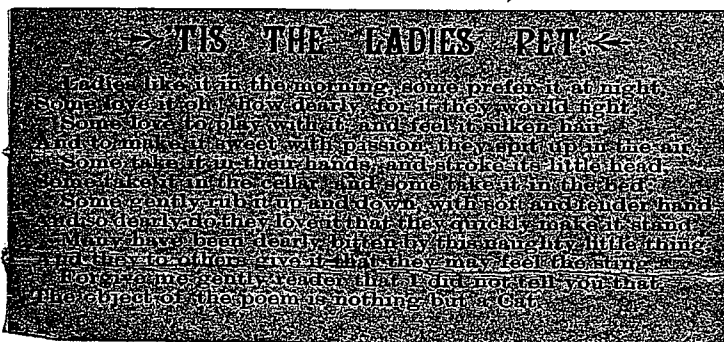 'TIS THE LADIES PET.
Ladies like it in the morning, some prefer it at night,
Some love it oh! how dearly, for it they would fight
Some love to play with it, and feel it silken hair
And to make it sweet with passion, they spit up in the air
Some take it in their hands, and stroke its little head
Some take it in the cellar, and some take it in the bed;
Some gently rub it up and down, with soft and tender hand
And so dearly do they love it that they quickly make it stand
Many have been dearly bitten by this naughty little thing
And they to others give it that they may feel the sting
Forgive me gently reader that I did not tell you that
The object of the poem is nothing but a Cat